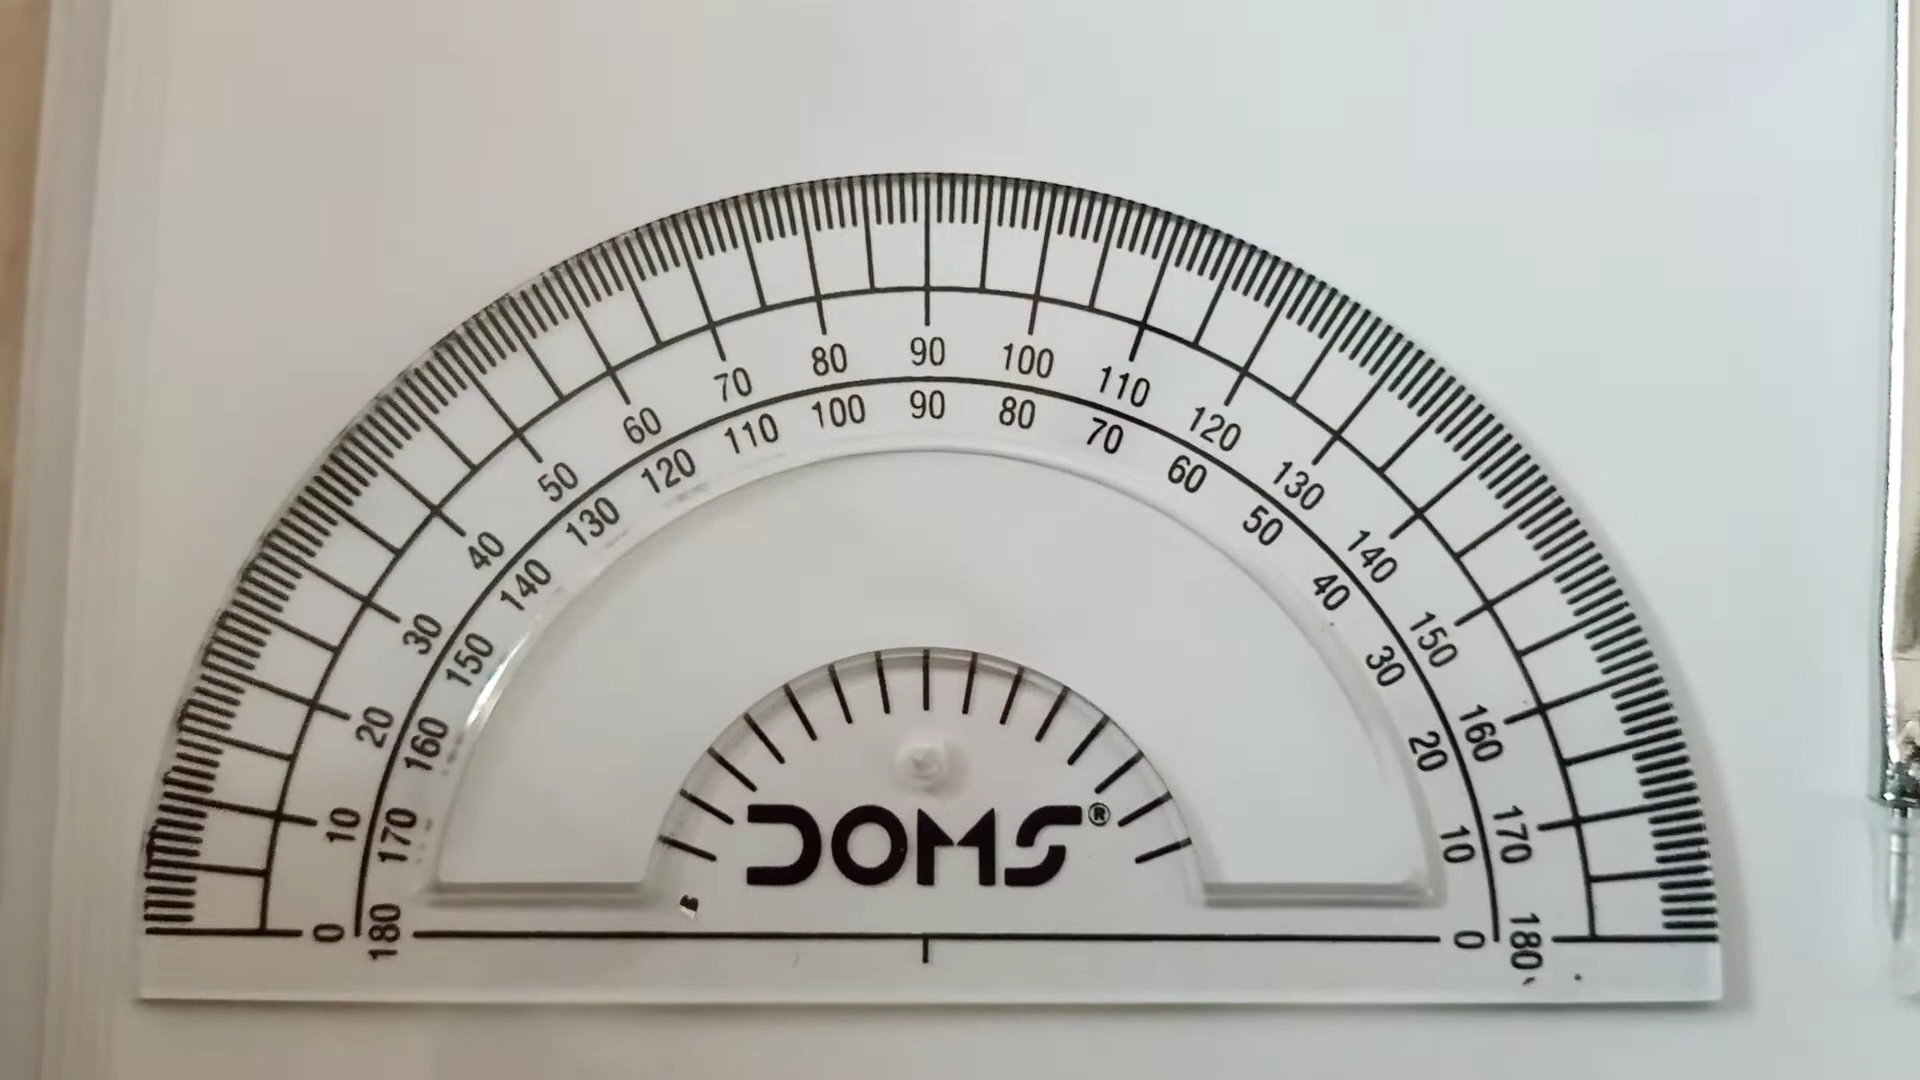 0 10 20 30 40 50 60 70 80 90 100 110 120 130 140 150 160 170 180
180 170 160 150 140 130 120 110 100 90 80 70 60 50 40 30 20 10 0
DOMS®